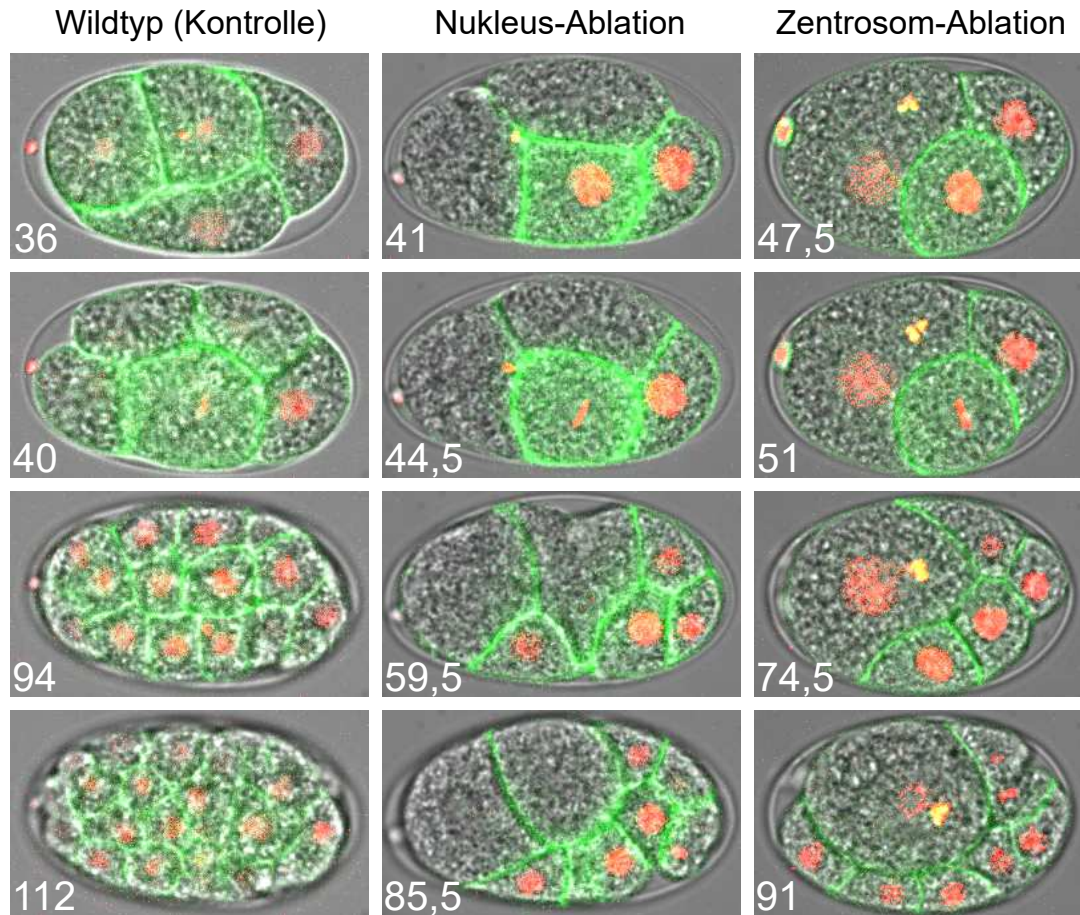 Wildtyp (Kontrolle) Nukleus-Ablation Zentrosom-Ablation
36 41 47,5
40 44,5 51
94 59,5 74,5
112 85,5 91